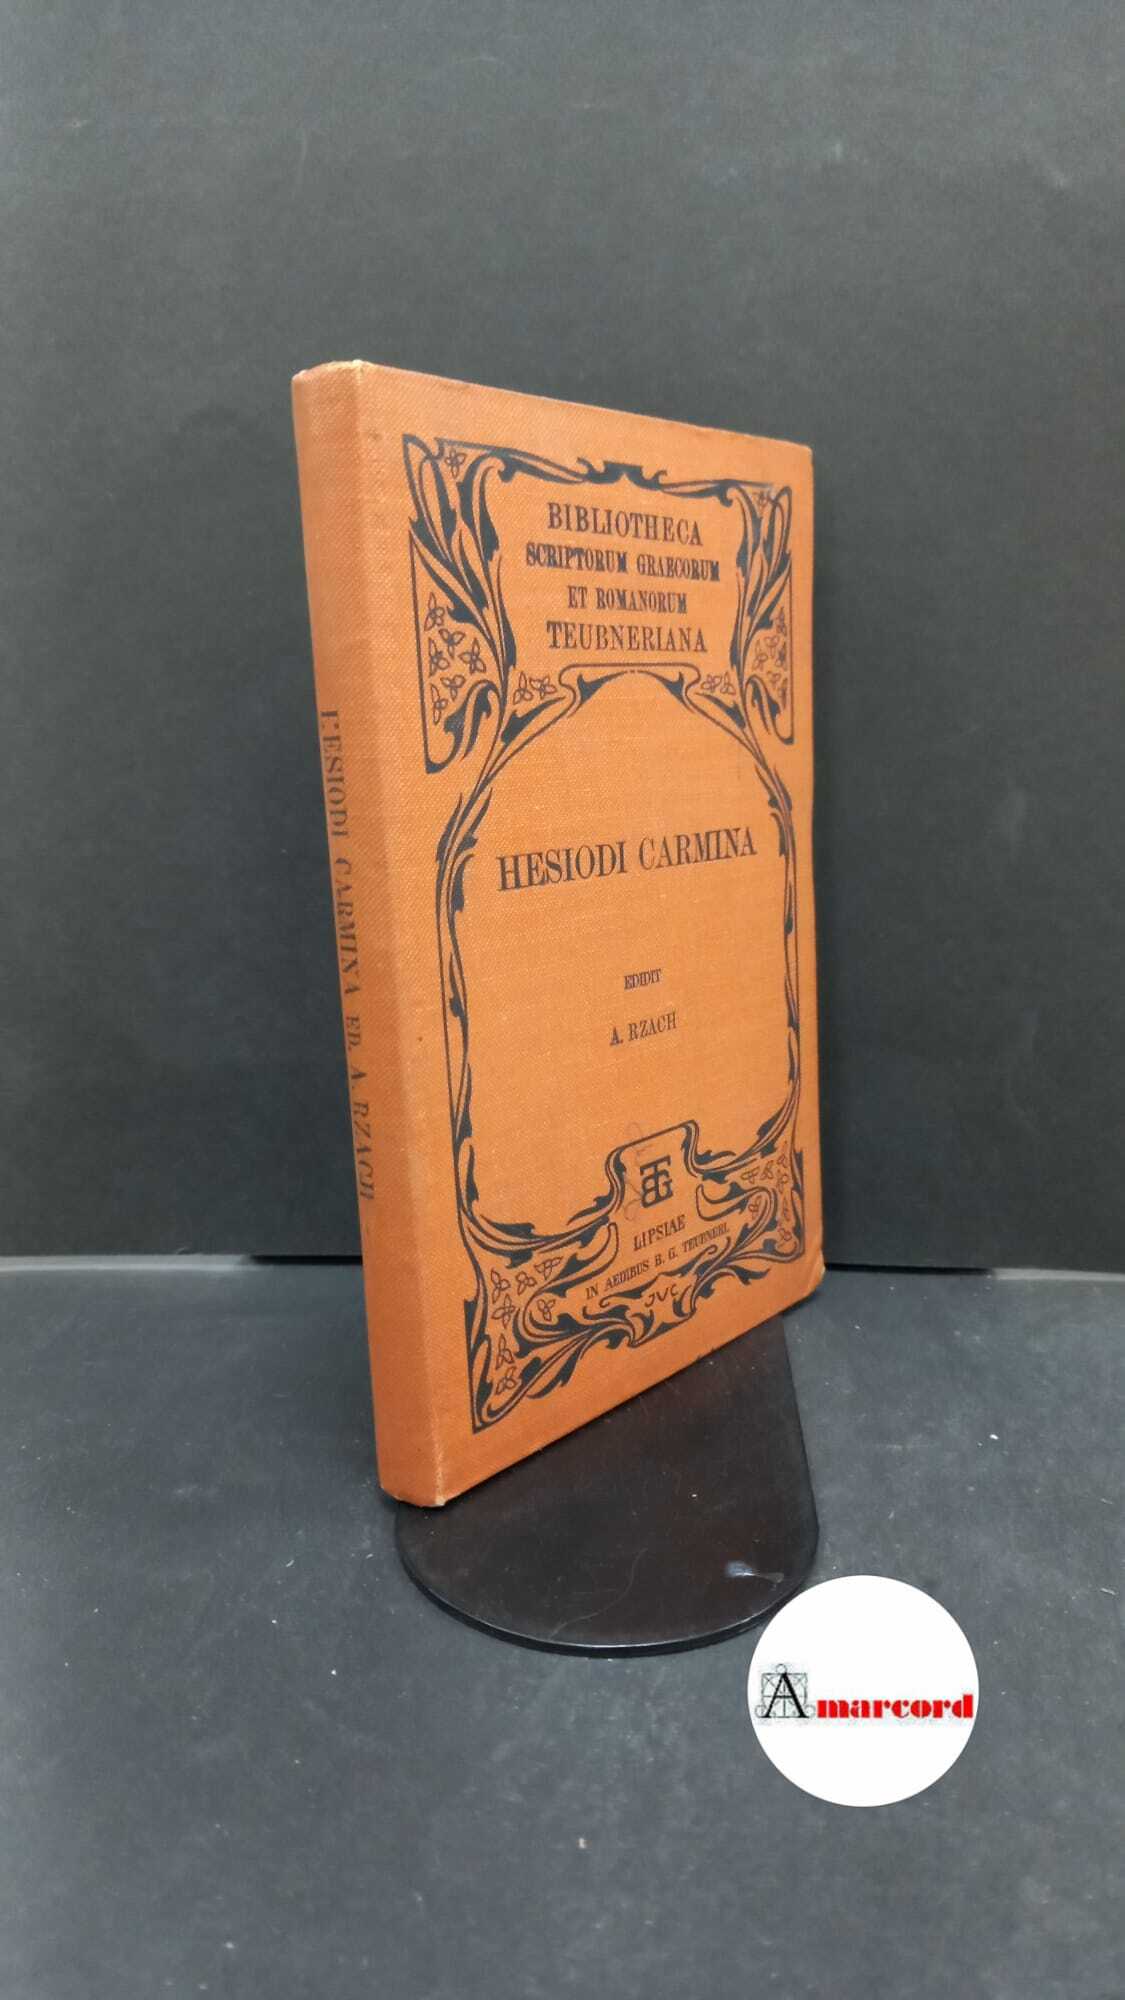 BIBLIOTHECA
SCRIPTORUM GRAECORUM
ET ROMANORUM
TEUBNERIANA
HESIODI CARMINA
EDIDIT
A. RZACH
LIPSIAE
IN AEDIBUS B. G. TEUBNERI.
JVC
HESIODI CARMINA ED. A. RZACH
Amarcord